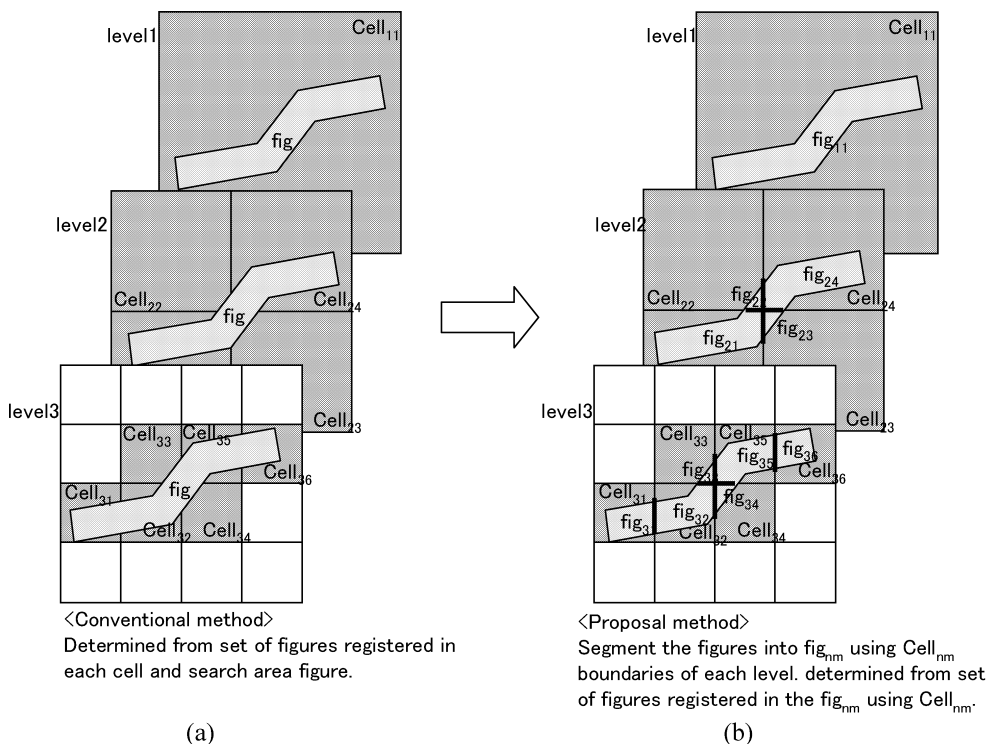 level1
Cell11
fig
level2
Cell22
Cell24
fig
Cell23
level3
Cell33
Cell35
Cell36
fig
Cell31
Cell32
Cell34
<Conventional method>
Determined from set of figures registered in
each cell and search area figure.
(a)
level1
Cell11
fig11
level2
fig24
Cell22
Cell24
fig23
fig21
Cell23
level3
Cell33
Cell35
fig35
fig36
Cell36
Cell31
fig34
fig32
fig31
Cell32
Cell34
<Proposal method>
Segment the figures into fignm using Cellnm
boundaries of each level. determined from set
of figures registered in the fignm using Cellnm.
(b)